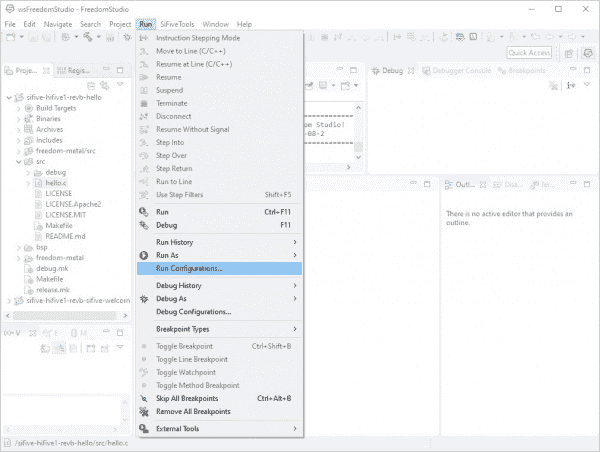 wsFreedomStudio - FreedomStudio
File Edit Navigate Search Project Run SiFiveTools Window Help
Quick Access
Proje...
Regis...
sifive-hifive1-revb-hello
Build Targets
Binaries
Archives
Includes
freedom-metal/src
src
debug
hello.c
LICENSE
LICENSE.Apache2
LICENSE.MIT
Makefile
README.md
bsp
freedom-metal
debug.mk
Makefile
release.mk
sifive-hifive1-revb-sifive-welcom
Instruction Stepping Mode
Move to Line (C/C++)
Resume at Line (C/C++)
Resume
Suspend
Terminate
Disconnect
Resume Without Signal
Step Into
Step Over
Step Return
Run to Line
Use Step Filters Shift+F5
Run Ctrl+F11
Debug F11
Run History
Run As
Run Configurations...
Debug History
Debug As
Debug Configurations...
Breakpoint Types
Toggle Breakpoint Ctrl+Shift+B
Toggle Line Breakpoint
Toggle Watchpoint
Toggle Method Breakpoint
Skip All Breakpoints Ctrl+Alt+B
Remove All Breakpoints
External Tools
om Studio!
-08-2
Debug
Debugger Console
Breakpoints
Outl...
There is no active editor that provides an
outline.
/sifive-hifive1-revb-hello/src/hello.c